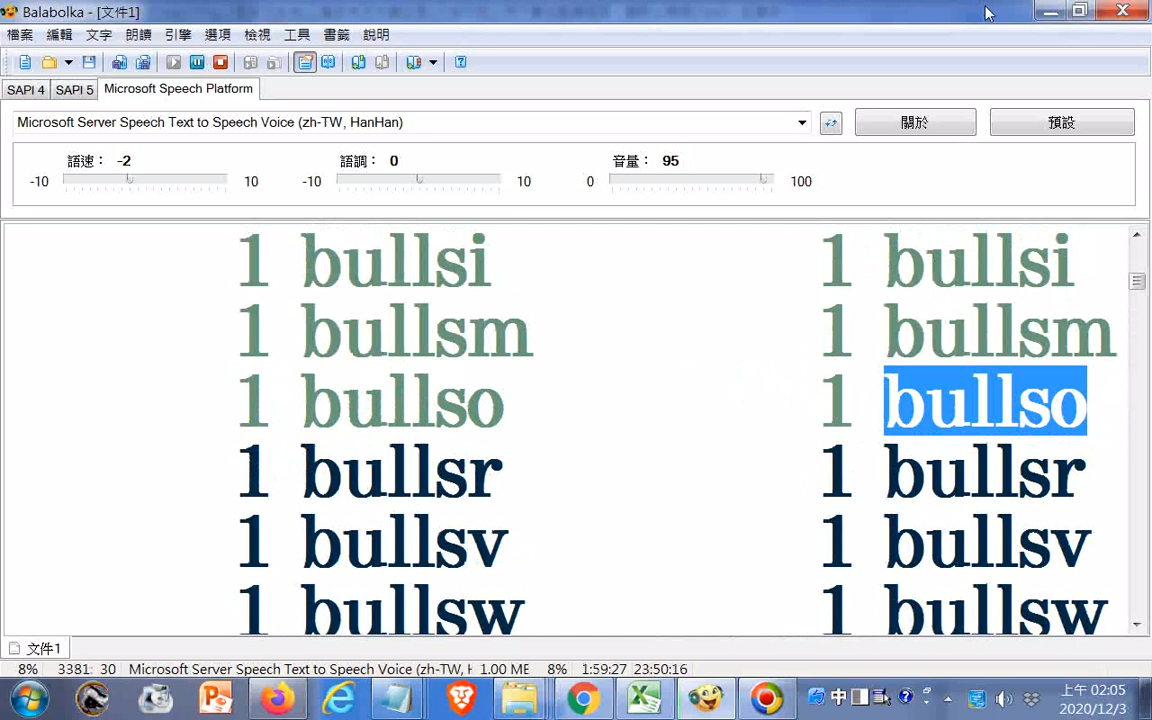 Balabolka - [文件1]
檔案 編輯 文字 朗讀 引擎 選項 檢視 工具 書籤 說明
SAPI 4 SAPI 5 Microsoft Speech Platform
Microsoft Server Speech Text to Speech Voice (zh-TW, HanHan) 關於 預設
語速： -2 語調： 0 音量： 95
-10 10 -10 10 0 100
1 bullsi 1 bullsi
1 bullsm 1 bullsm
1 bullso 1 bullso
1 bullsr 1 bullsr
1 bullsv 1 bullsv
1 bullsw 1 bullsw
文件1
8% 3381: 30 Microsoft Server Speech Text to Speech Voice (zh-TW, 1.00 ME 8% 1:59:27 23:50:16
中 上午 02:05
2020/12/3